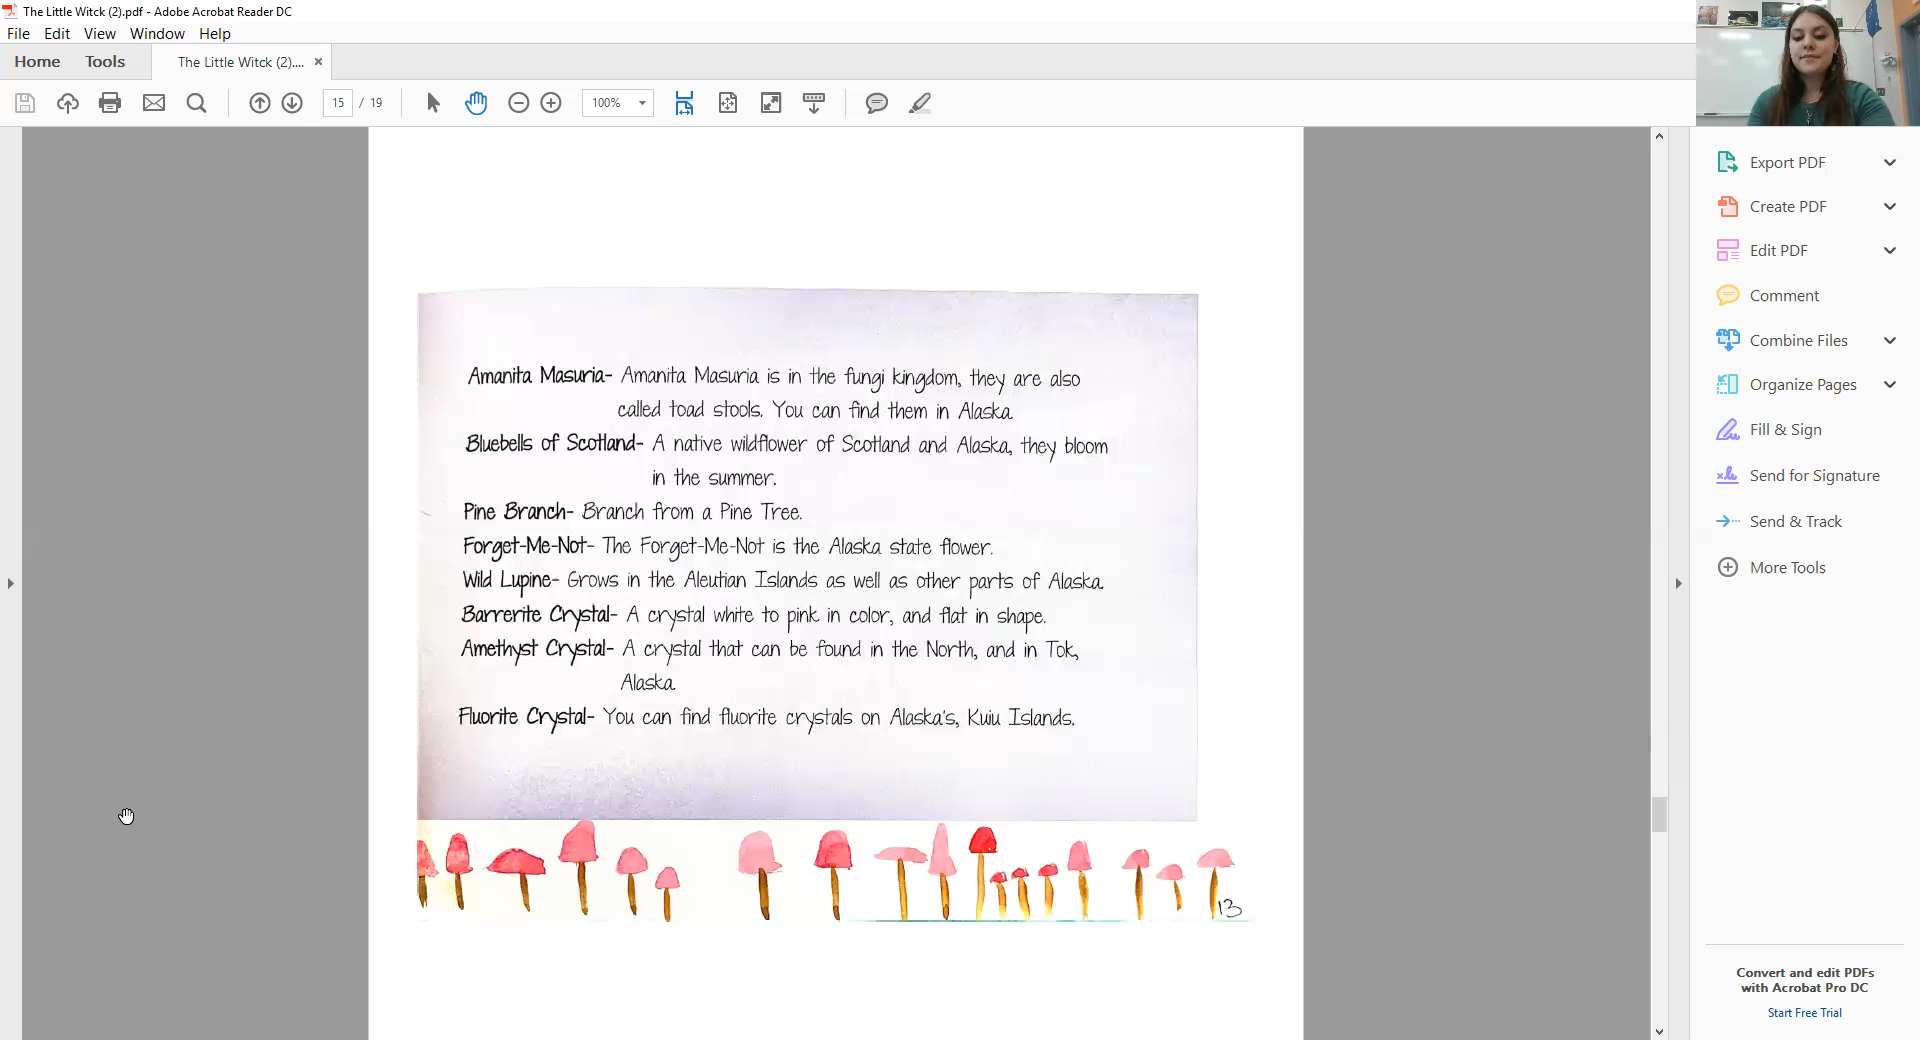 The Little Witck (2).pdf - Adobe Acrobat Reader DC
File Edit View Window Help
Home Tools The Little Witck (2).... ×
15 / 19 100%
Export PDF
Create PDF
Edit PDF
Comment
Combine Files
Organize Pages
Fill & Sign
Send for Signature
Send & Track
More Tools
Convert and edit PDFs
with Acrobat Pro DC
Start Free Trial
Amanita Masuria- Amanita Masuria is in the fungi kingdom, they are also
called toad stools. You can find them in Alaska.
Bluebells of Scotland- A native wildflower of Scotland and Alaska, they bloom
in the summer.
Pine Branch- Branch from a Pine Tree.
Forget-Me-Not- The Forget-Me-Not is the Alaska state flower.
Wild Lupine- Grows in the Aleutian Islands as well as other parts of Alaska.
Barrerite Crystal- A crystal white to pink in color, and flat in shape.
Amethyst Crystal- A crystal that can be found in the North, and in Tok,
Alaska.
Fluorite Crystal- You can find fluorite crystals on Alaska's, Kuiu Islands.
13